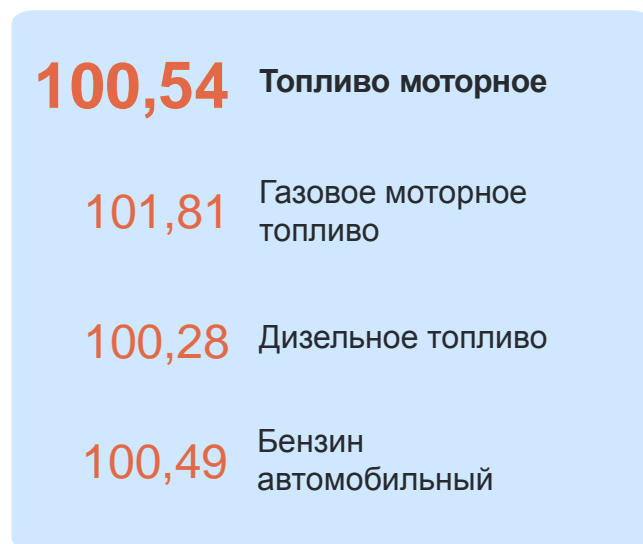 100,54 Топливо моторное
101,81 Газовое моторное
топливо
100,28 Дизельное топливо
100,49 Бензин
автомобильный